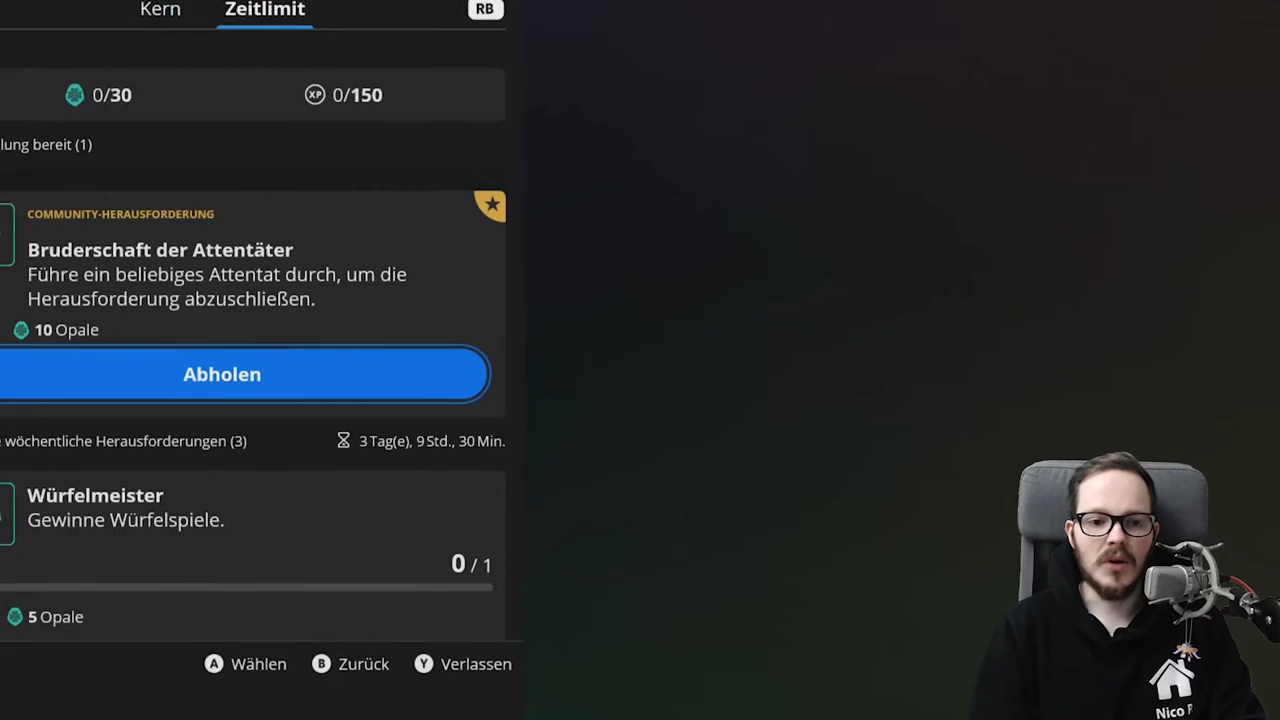 Kern Zeitlimit RB
0/30 XP 0/150
lung bereit (1)
COMMUNITY-HERAUSFORDERUNG
Bruderschaft der Attentäter
Führe ein beliebiges Attentat durch, um die
Herausforderung abzuschließen.
10 Opale
Abholen
wöchentliche Herausforderungen (3) 3 Tag(e), 9 Std., 30 Min.
Würfelmeister
Gewinne Würfelspiele.
0 / 1
5 Opale
A Wählen B Zurück Y Verlassen
Nico